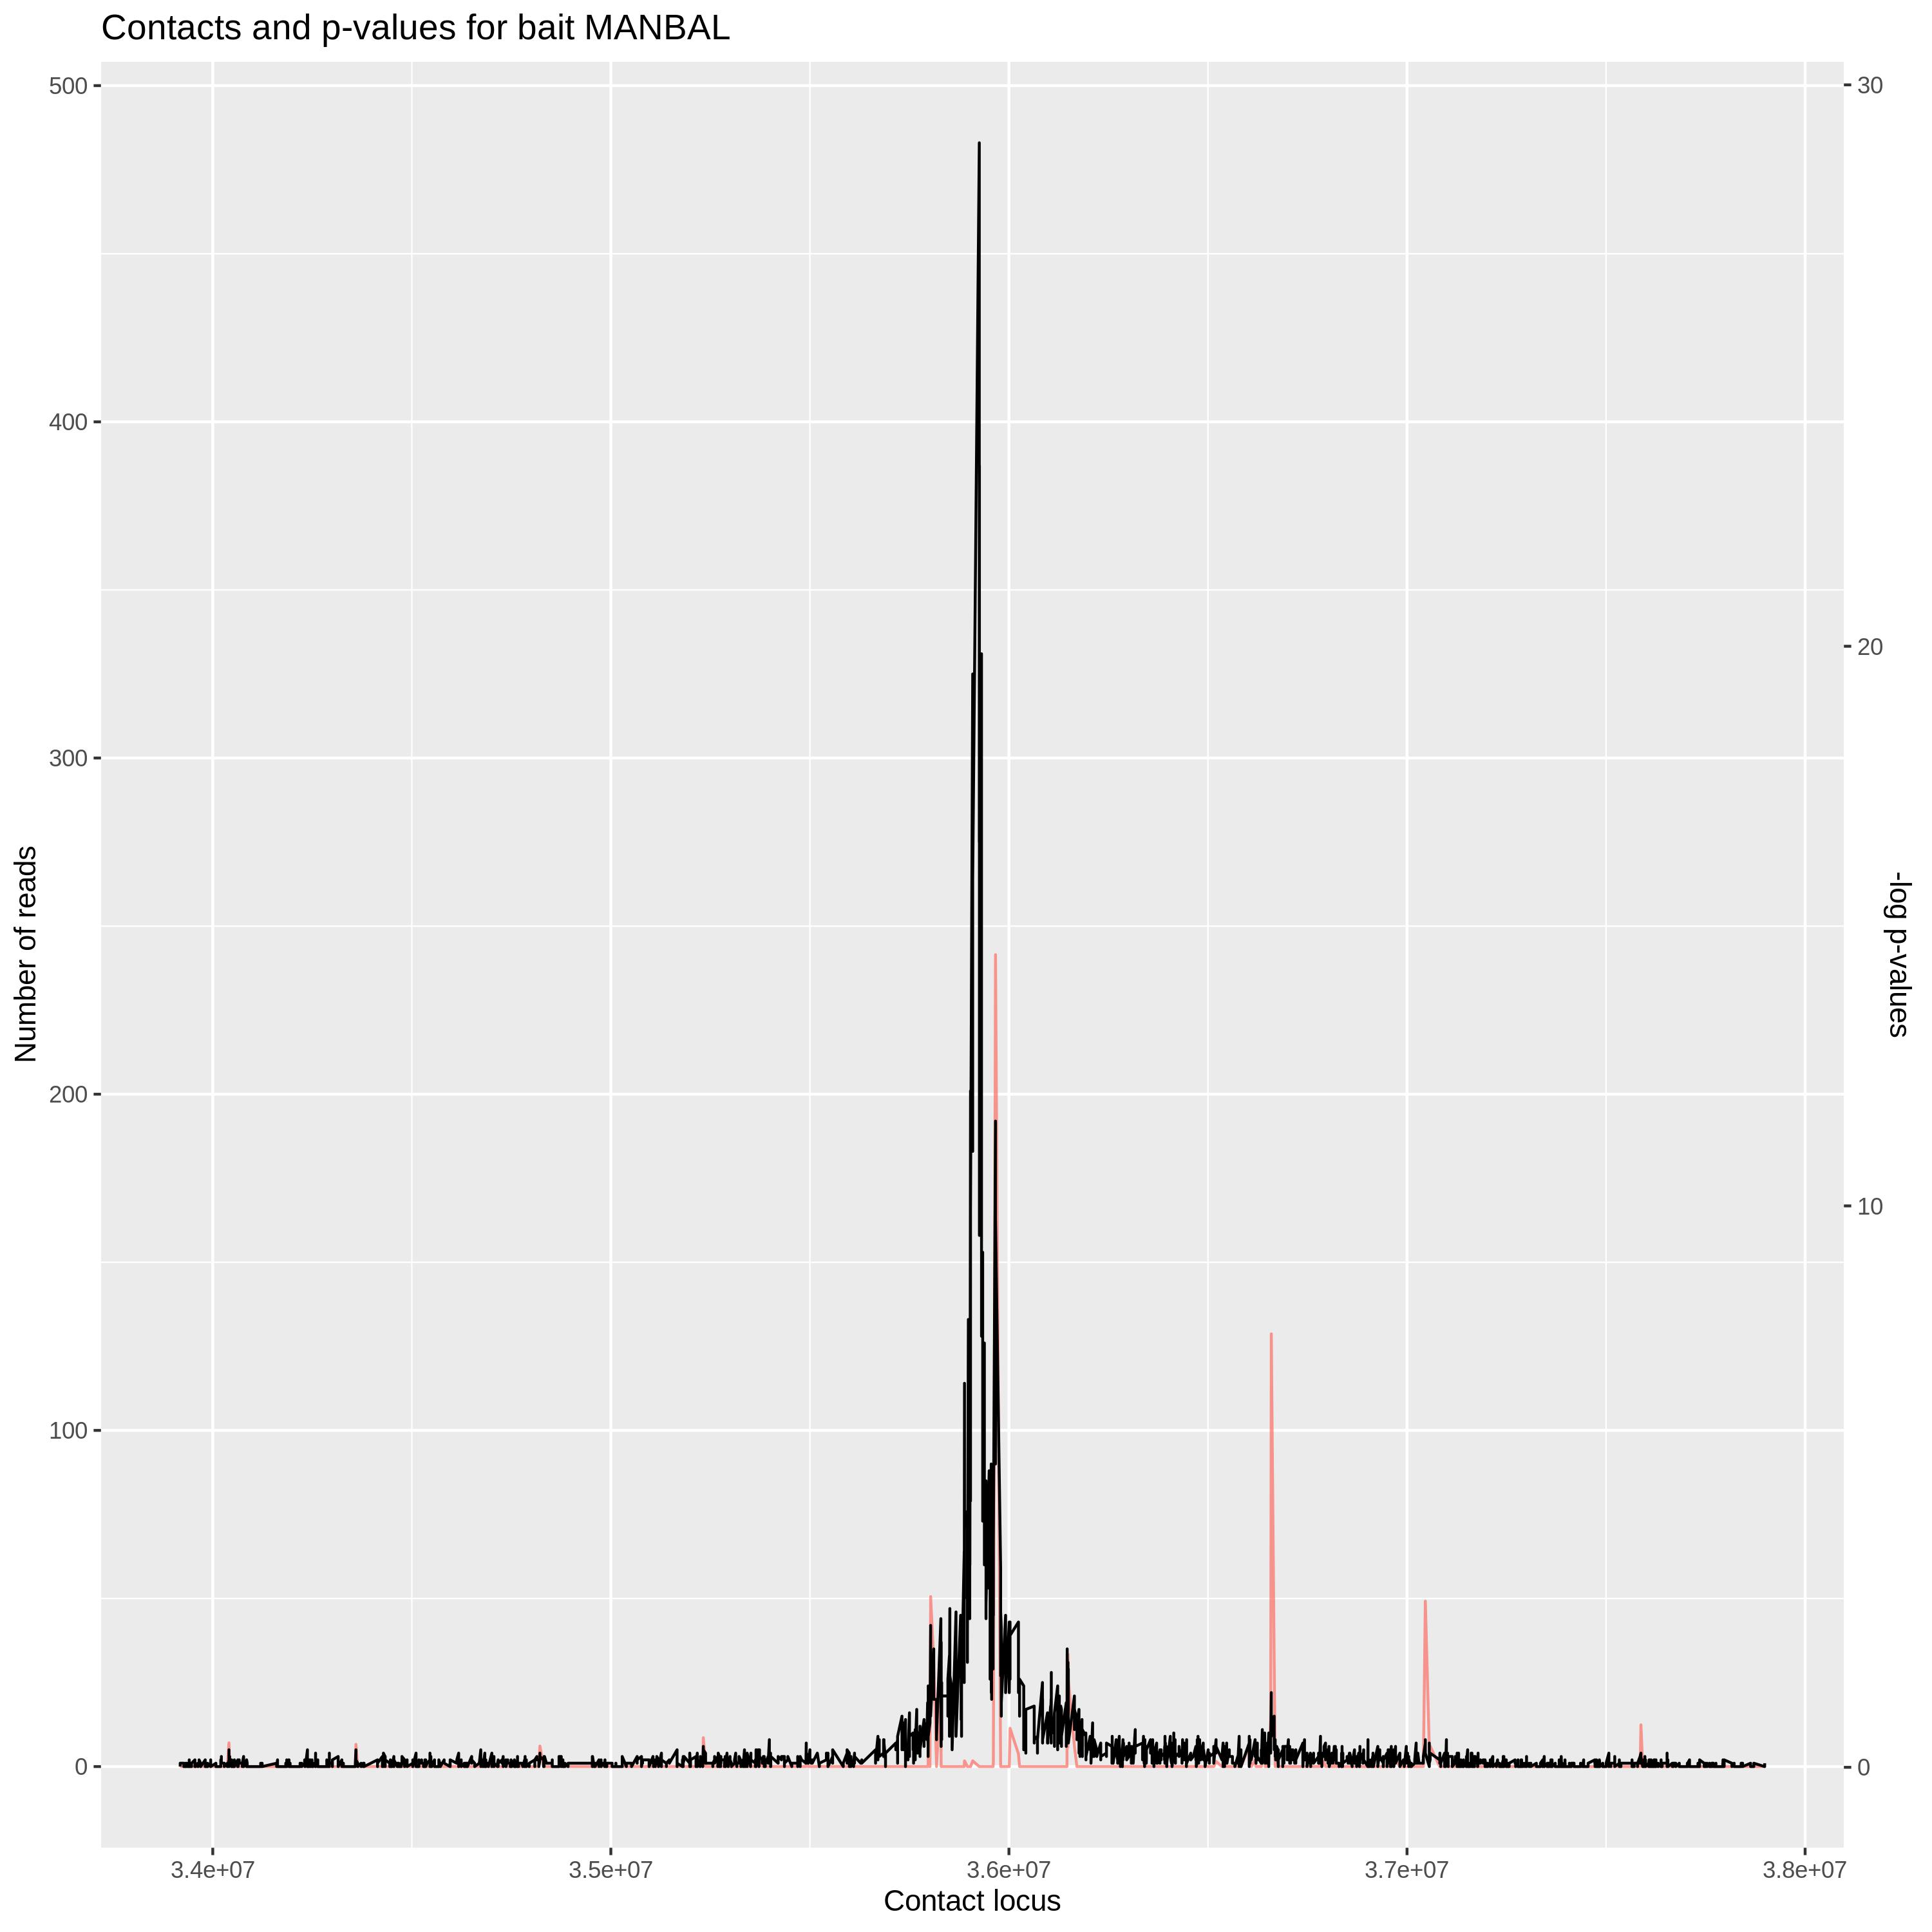 Contacts and p-values for bait MANBAL
500
400
300
200
100
0
Number of reads
30
20
10
0
-log p-values
3.4e+07
3.5e+07
3.6e+07
3.7e+07
3.8e+07
Contact locus